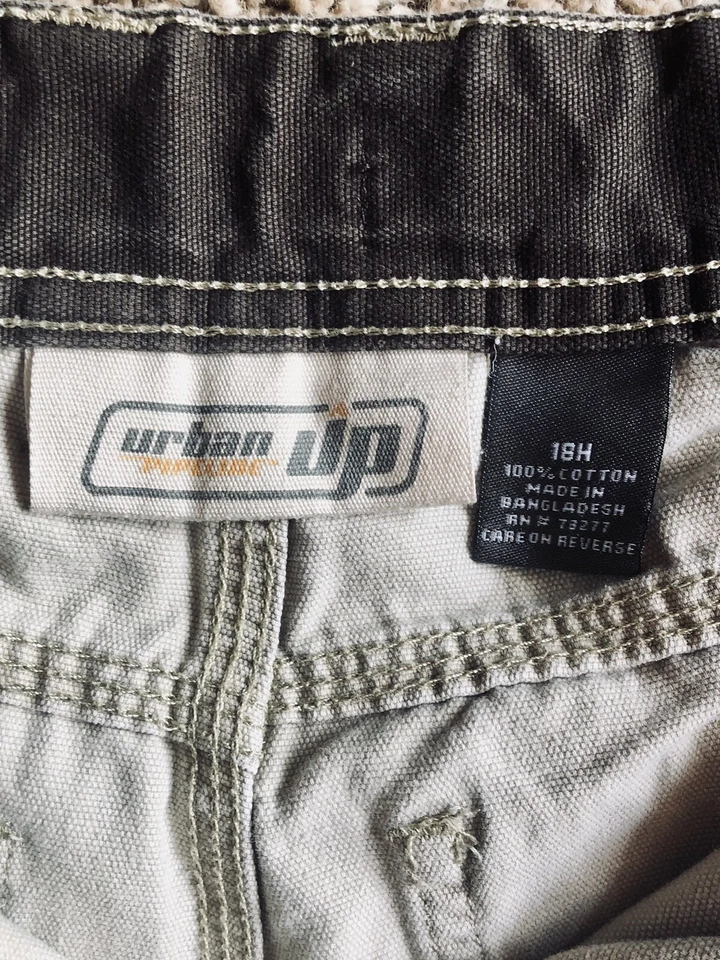 urban up
PIPELINE
18H
100% COTTON
MADE IN
BANGLADESH
RN # 73277
CARE ON REVERSE